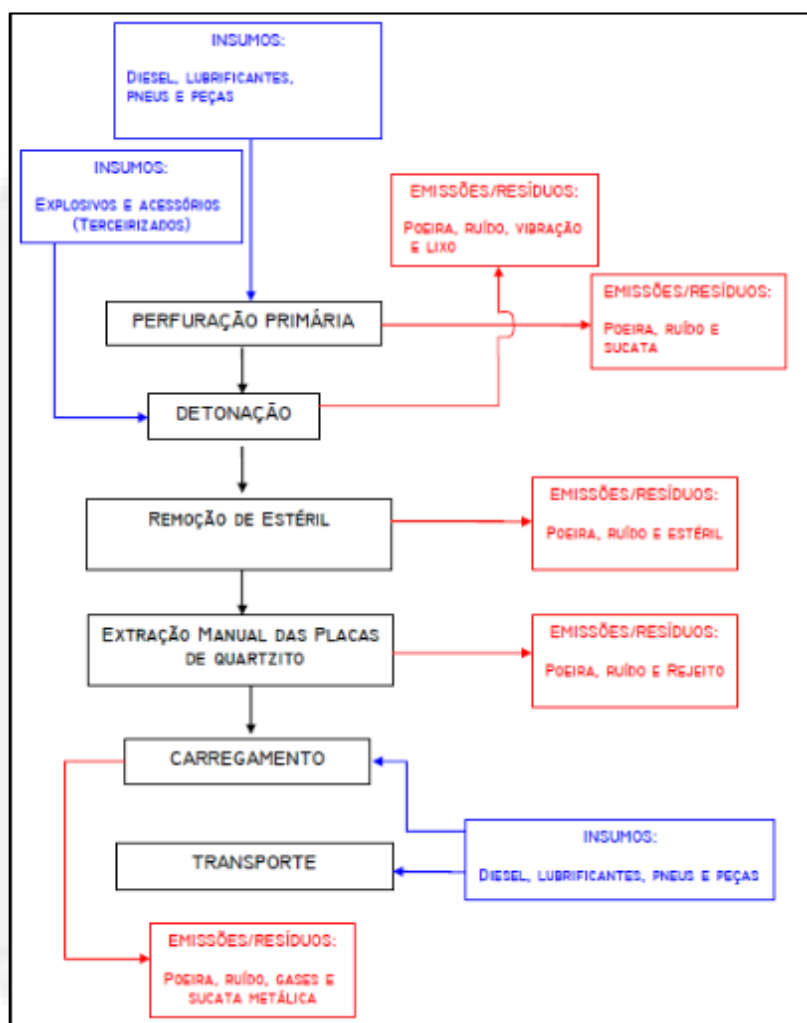 INSUMOS:
DIESEL, LUBRIFICANTES,
PNEUS E PEÇAS
INSUMOS:
EXPLOSIVOS E ACESSÓRIOS
(TERCEIRIZADOS)
EMISSÕES/RESÍDUOS:
POEIRA, RUÍDO, VIBRAÇÃO
E LIXO
EMISSÕES/RESÍDUOS:
POEIRA, RUÍDO E
SUCATA
PERFURAÇÃO PRIMÁRIA
DETONAÇÃO
REMOÇÃO DE ESTÉRIL
EMISSÕES/RESÍDUOS:
POEIRA, RUÍDO E ESTÉRIL
EXTRAÇÃO MANUAL DAS PLACAS
DE QUARTZITO
EMISSÕES/RESÍDUOS:
POEIRA, RUÍDO E REJEITO
CARREGAMENTO
TRANSPORTE
INSUMOS:
DIESEL, LUBRIFICANTES, PNEUS E PEÇAS
EMISSÕES/RESÍDUOS:
POEIRA, RUÍDO, GASES E
SUCATA METÁLICA